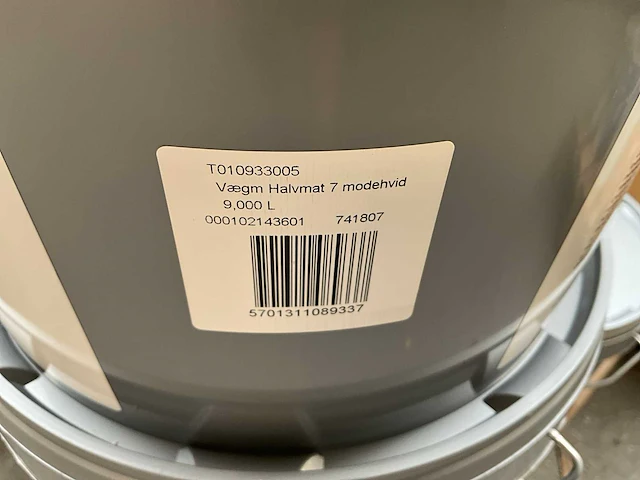 T010933005
Vægm Halvmat 7 modehvid
9,000 L
000102143601 741807
5701311089337